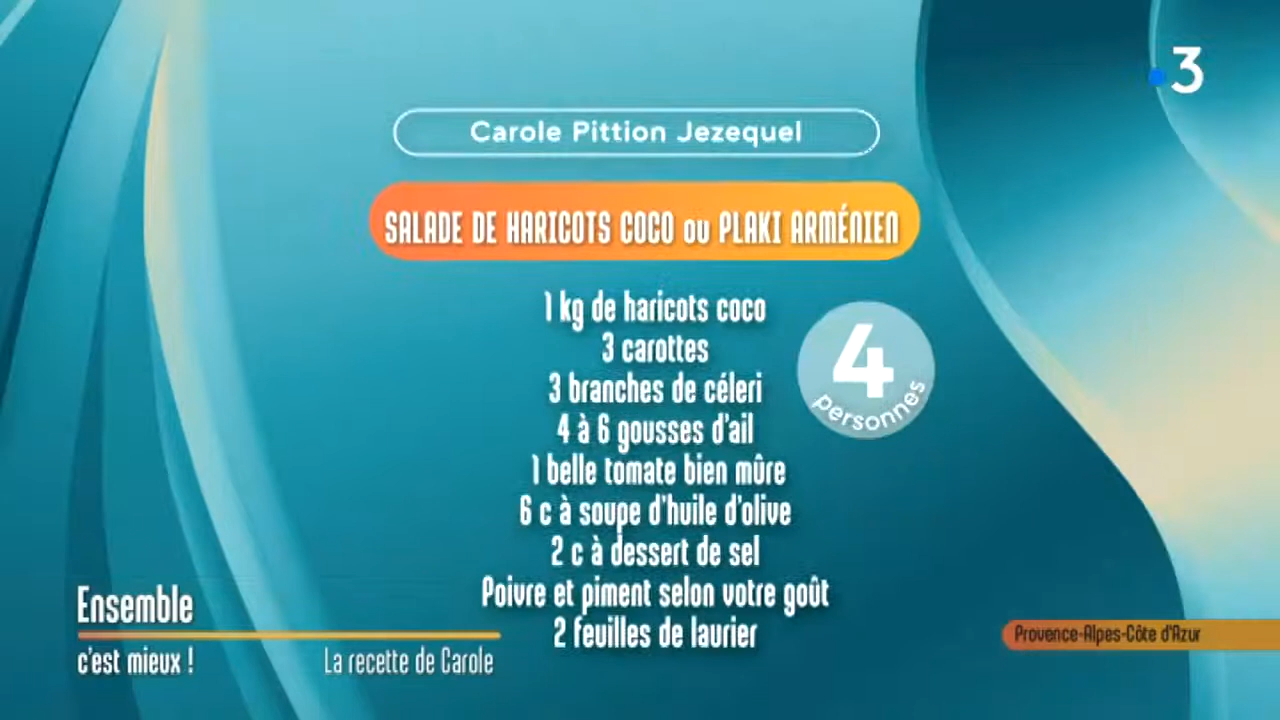 3
Carole Pittion Jezequel
SALADE DE HARICOTS COCO ou PLAKI ARMÉNIEN
1 kg de haricots coco
3 carottes
3 branches de céleri
4 à 6 gousses d'ail
1 belle tomate bien mûre
6 c à soupe d'huile d'olive
2 c à dessert de sel
Poivre et piment selon votre goût
2 feuilles de laurier
4
personnes
Ensemble
c'est mieux !
La recette de Carole
Provence-Alpes-Côte d'Azur